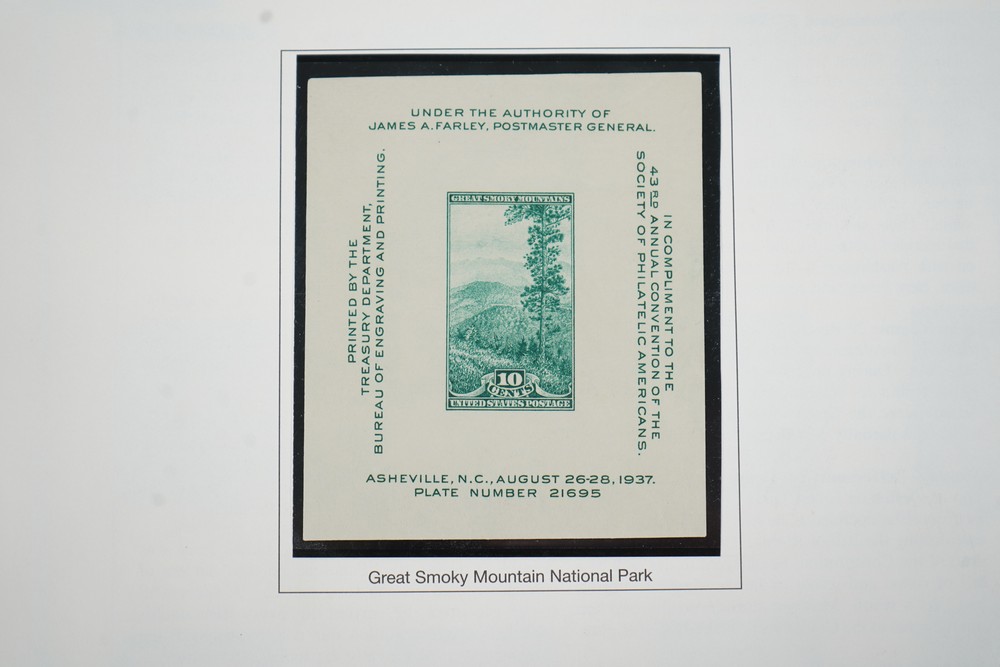 UNDER THE AUTHORITY OF
JAMES A. FARLEY, POSTMASTER GENERAL.
PRINTED BY THE
TREASURY DEPARTMENT,
BUREAU OF ENGRAVING AND PRINTING.
GREAT SMOKY MOUNTAINS
10
CENTS
UNITED STATES POSTAGE
IN COMPLIMENT TO THE
43RD ANNUAL CONVENTION OF THE
SOCIETY OF PHILATELIC AMERICANS.
ASHEVILLE, N.C., AUGUST 26-28, 1937.
PLATE NUMBER 21695
Great Smoky Mountain National Park